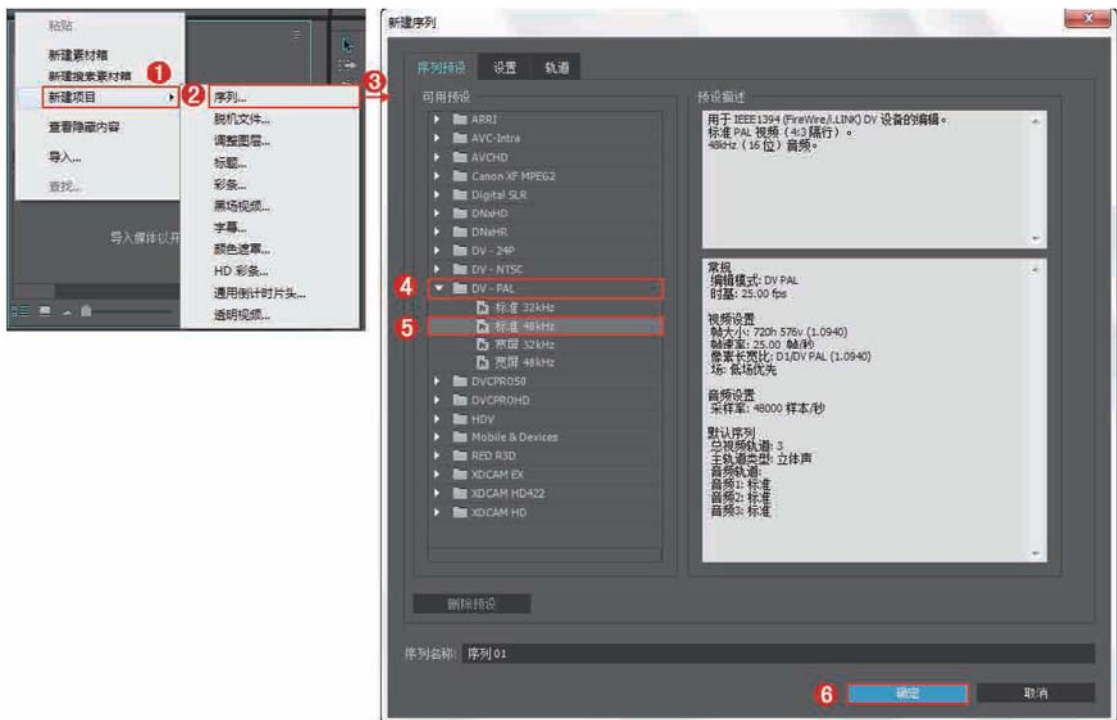 粘贴
新建素材箱
新建搜索素材箱
1
新建项目
2
序列...
查看隐藏内容
脱机文件...
调整图层...
导入...
标题...
查找...
彩条...
黑场视频...
字幕...
导入媒体以开
颜色遮罩...
HD 彩条...
通用倒计时片头...
透明视频...
3
新建序列
序列预设 设置 轨道
可用预设
ARRI
AVC-Intra
AVCHD
Canon XF MPEG2
Digital SLR
DNxHD
DNxHR
DV - 24P
DV - NTSC
4
DV - PAL
标准 32kHz
5
标准 48kHz
宽屏 32kHz
宽屏 48kHz
DVCPRO50
DVCPROHD
HDV
Mobile & Devices
RED R3D
XDCAM EX
XDCAM HD422
XDCAM HD
预设描述
用于 IEEE1394 (FireWire/i.LINK) DV 设备的编辑。
标准 PAL 视频（4:3 隔行）。
48kHz（16 位）音频。
常规
编辑模式: DV PAL
时基: 25.00 fps
视频设置
帧大小: 720h 576v (1.0940)
帧速率: 25.00 帧/秒
像素长宽比: D1/DV PAL (1.0940)
场: 低场优先
音频设置
采样率: 48000 样本/秒
默认序列
总视频轨道: 3
主轨道类型: 立体声
音频轨道:
音频1: 标准
音频2: 标准
音频3: 标准
删除预设
序列名称: 序列 01
6
确定
取消